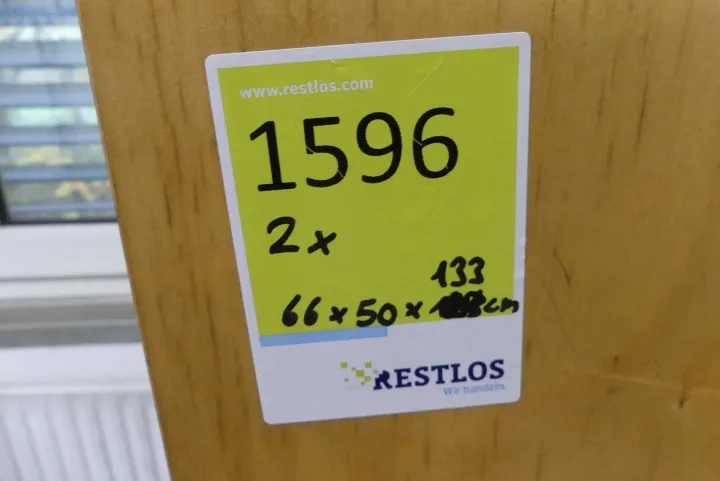 www.restlos.com
1596
2x
133
66 x 50 x cm
RESTLOS
Wir handeln.